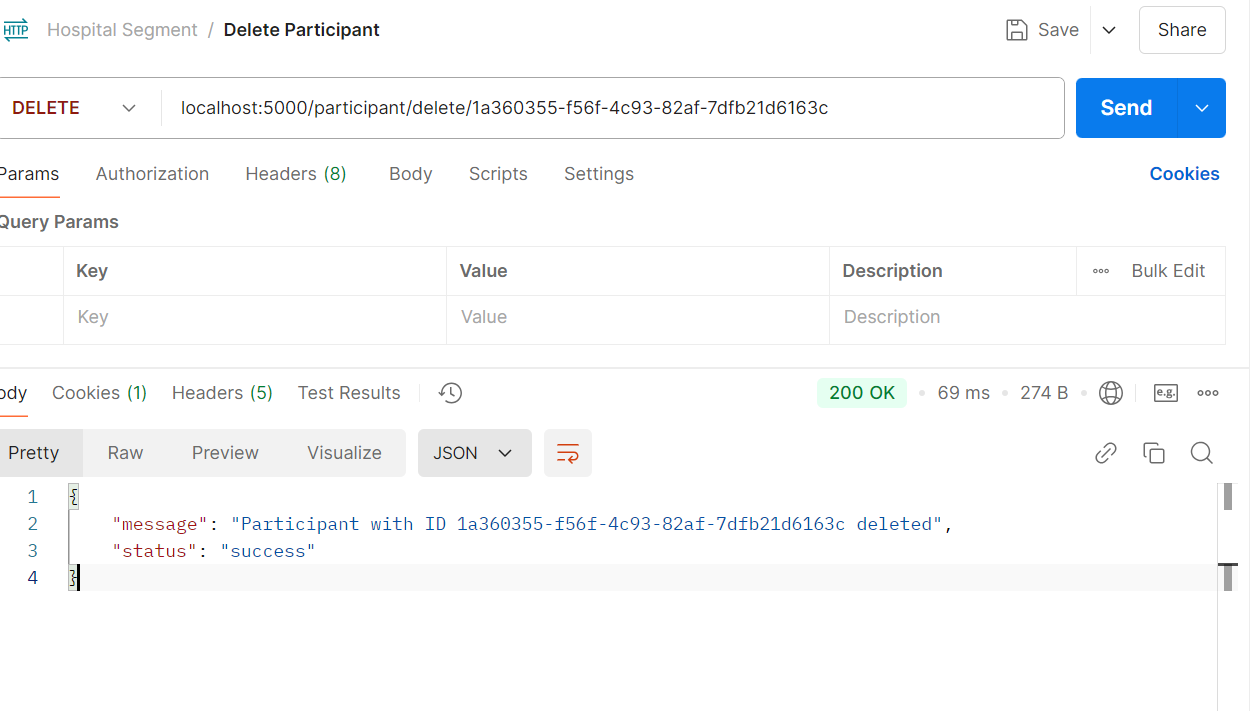 HTTP Hospital Segment / Delete Participant Save Share
DELETE localhost:5000/participant/delete/1a360355-f56f-4c93-82af-7dfb21d6163c Send
Params Authorization Headers (8) Body Scripts Settings Cookies
Query Params
Key Value Description Bulk Edit
Key Value Description
ody Cookies (1) Headers (5) Test Results 200 OK 69 ms 274 B e.g.
Pretty Raw Preview Visualize JSON
1 {
2 "message": "Participant with ID 1a360355-f56f-4c93-82af-7dfb21d6163c deleted",
3 "status": "success"
4 }